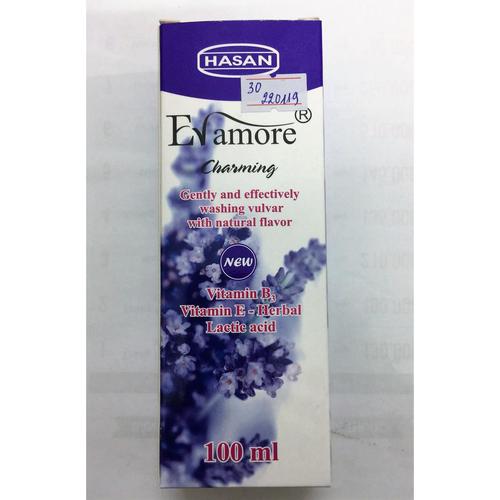 HASAN
30
220119
Evamore®
Charming
Gently and effectively
washing vulvar
with natural flavor
NEW
Vitamin B3
Vitamin E - Herbal
Lactic acid
100 ml